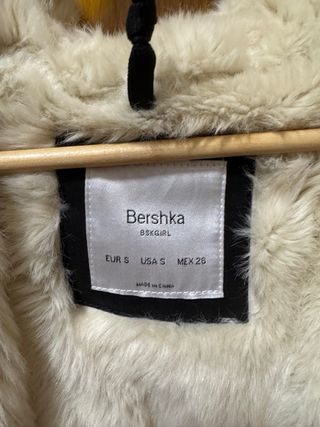 Bershka
BSKGIRL
EUR S USA S MEX 26
MADE IN CHINA